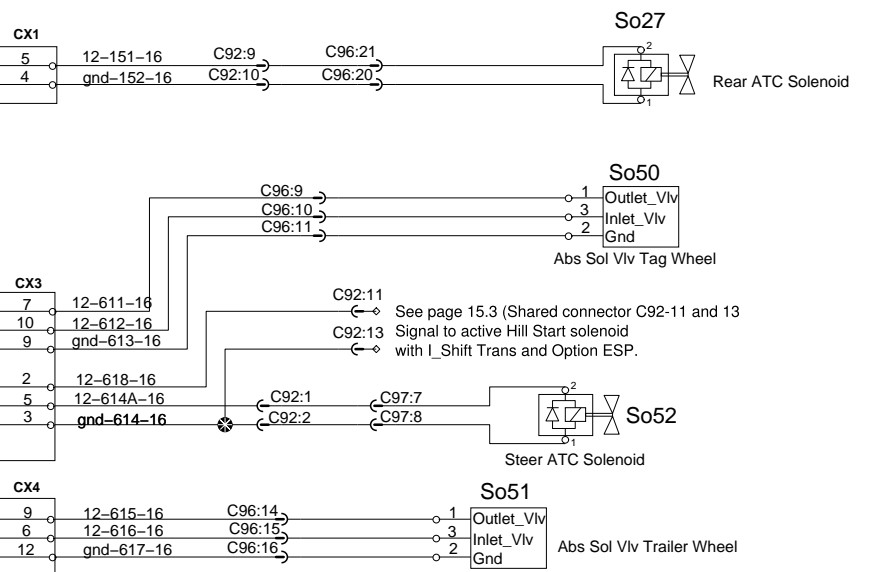 So27
CX1
5 12–151–16 C92:9 C96:21 2
4 gnd–152–16 C92:10 C96:20 1
Rear ATC Solenoid
So50
C96:9 1 Outlet_Vlv
C96:10 3 Inlet_Vlv
C96:11 2 Gnd
Abs Sol Vlv Tag Wheel
CX3
7 12–611–16
10 12–612–16
9 gnd–613–16
C92:11 See page 15.3 (Shared connector C92-11 and 13
C92:13 Signal to active Hill Start solenoid
with I_Shift Trans and Option ESP.
2 12–618–16
5 12–614A–16 C92:1 C97:7 2
3 gnd–614–16 C92:2 C97:8 1
So52
Steer ATC Solenoid
CX4
So51
9 12–615–16 C96:14 1 Outlet_Vlv
6 12–616–16 C96:15 3 Inlet_Vlv
12 gnd–617–16 C96:16 2 Gnd
Abs Sol Vlv Trailer Wheel